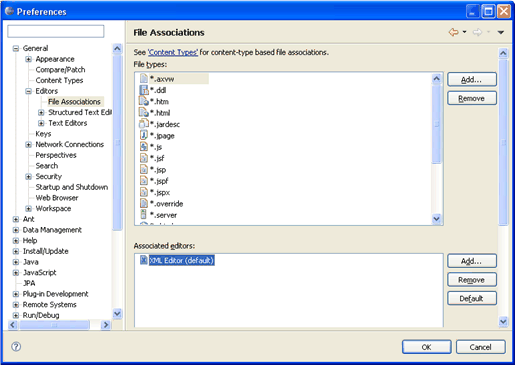 Preferences
General
Appearance
Compare/Patch
Content Types
Editors
File Associations
Structured Text Edi
Text Editors
Keys
Network Connections
Perspectives
Search
Security
Startup and Shutdown
Web Browser
Workspace
Ant
Data Management
Help
Install/Update
Java
JavaScript
JPA
Plug-in Development
Remote Systems
Run/Debug
File Associations
See 'Content Types' for content-type based file associations.
File types:
*.axvw
*.ddl
*.htm
*.html
*.jardesc
*.jpage
*.js
*.jsf
*.jsp
*.jspf
*.jspx
*.override
*.server
Add...
Remove
Associated editors:
XML Editor (default)
Add...
Remove
Default
OK
Cancel